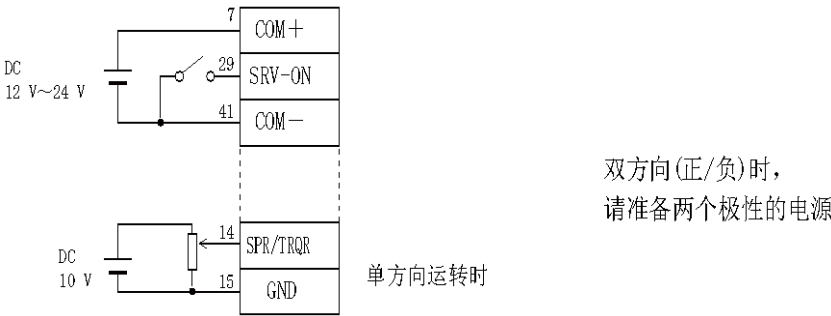 7
COM＋
DC
12 V～24 V
29
SRV-ON
41
COM－
双方向(正/负)时，
请准备两个极性的电源
14
SPR/TRQR
DC
10 V
15
GND
单方向运转时